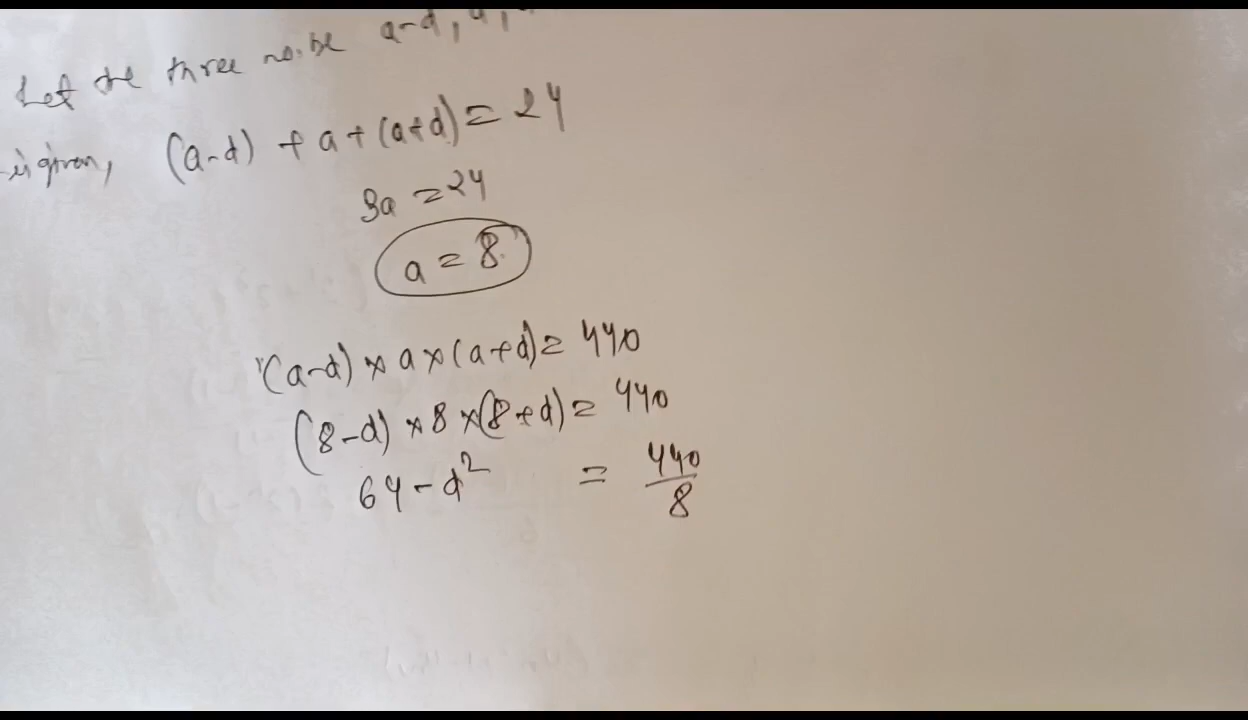 Let the three no. be a-d, a,
is given, (a-d) + a + (a+d) = 24
3a = 24
a = 8
(a-d) × a × (a+d) = 440
(8-d) × 8 × (8+d) = 440
64 - d² = 440/8